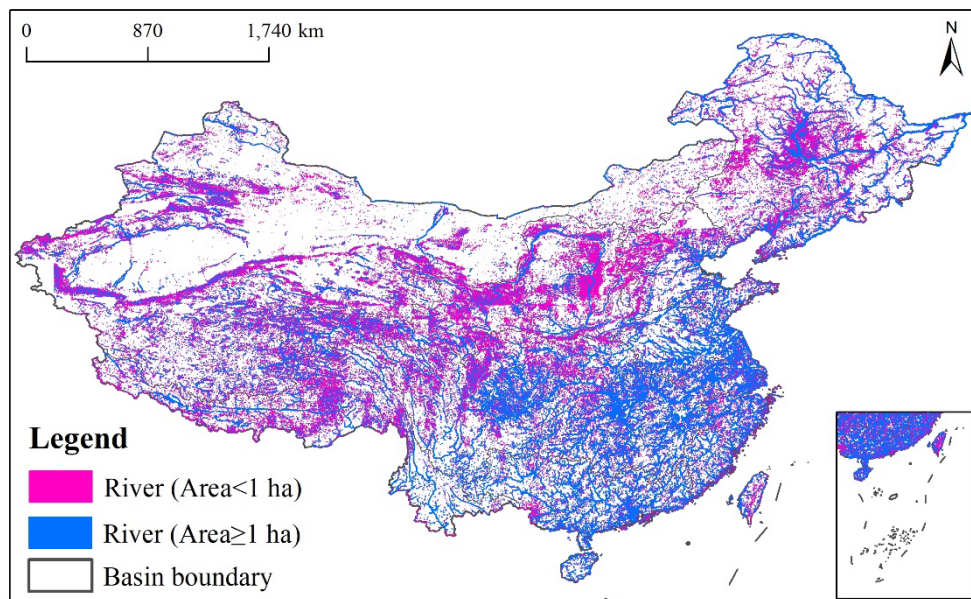 0 870 1,740 km
N
Legend
River (Area<1 ha)
River (Area≥1 ha)
Basin boundary